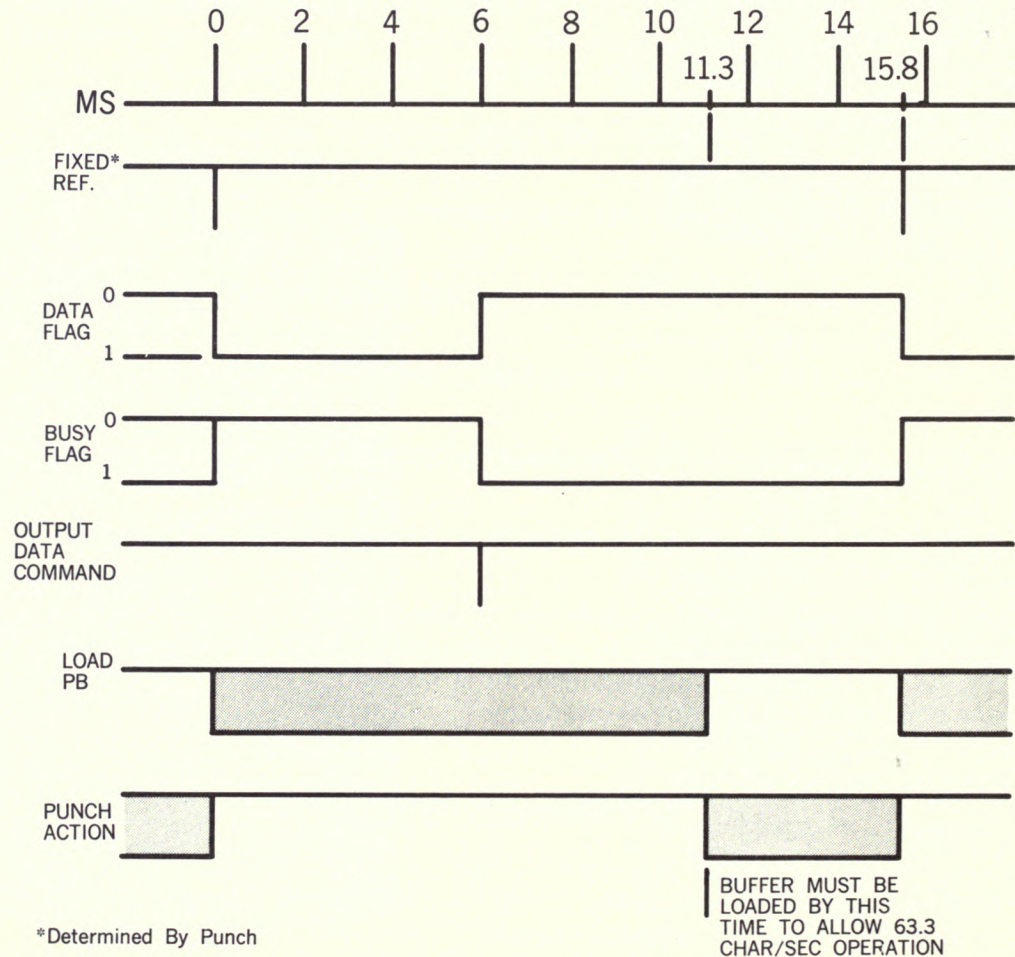 0 2 4 6 8 10 12 14 16
11.3 15.8
MS
FIXED*
REF.
0
DATA
FLAG
1
0
BUSY
FLAG
1
OUTPUT
DATA
COMMAND
LOAD
PB
PUNCH
ACTION
BUFFER MUST BE
LOADED BY THIS
TIME TO ALLOW 63.3
CHAR/SEC OPERATION
*Determined By Punch